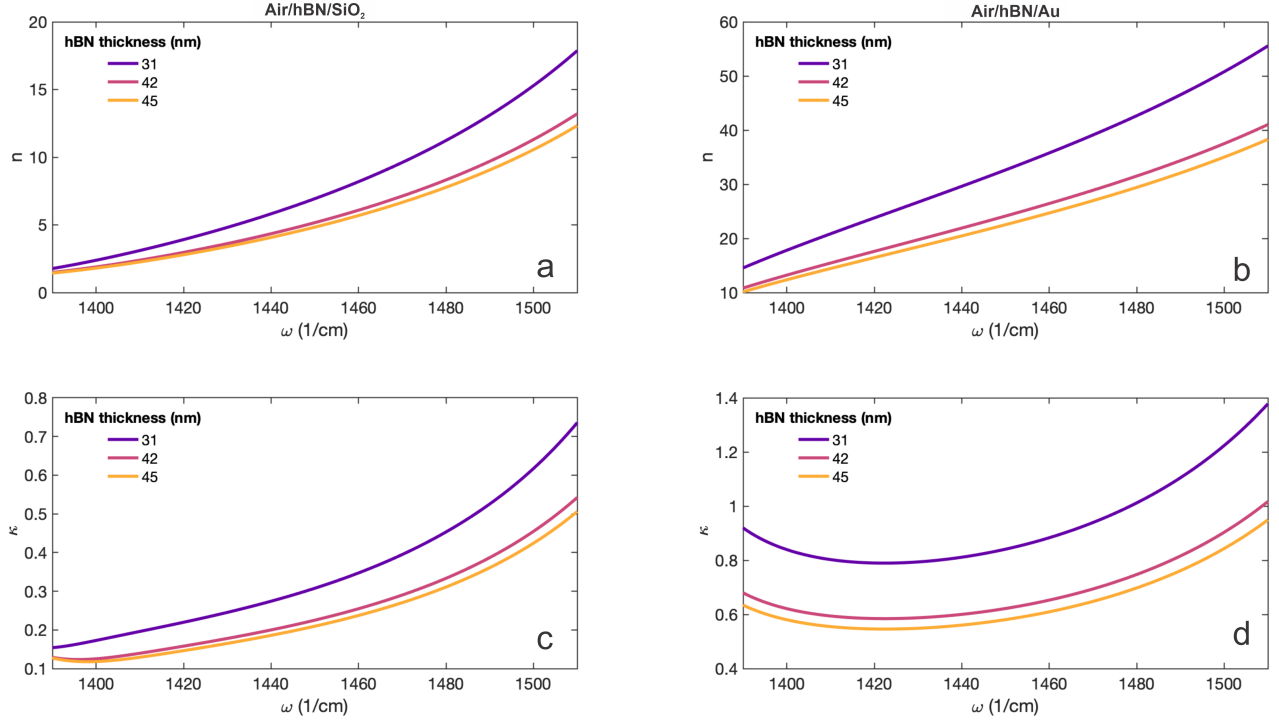 Air/hBN/SiO₂
20
15
10
5
0
n
hBN thickness (nm)
31
42
45
a
1400 1420 1440 1460 1480 1500
ω (1/cm)
Air/hBN/Au
60
50
40
30
20
10
n
hBN thickness (nm)
31
42
45
b
1400 1420 1440 1460 1480 1500
ω (1/cm)
0.8
0.7
0.6
0.5
0.4
0.3
0.2
0.1
κ
hBN thickness (nm)
31
42
45
c
1400 1420 1440 1460 1480 1500
ω (1/cm)
1.4
1.2
1
0.8
0.6
0.4
κ
hBN thickness (nm)
31
42
45
d
1400 1420 1440 1460 1480 1500
ω (1/cm)